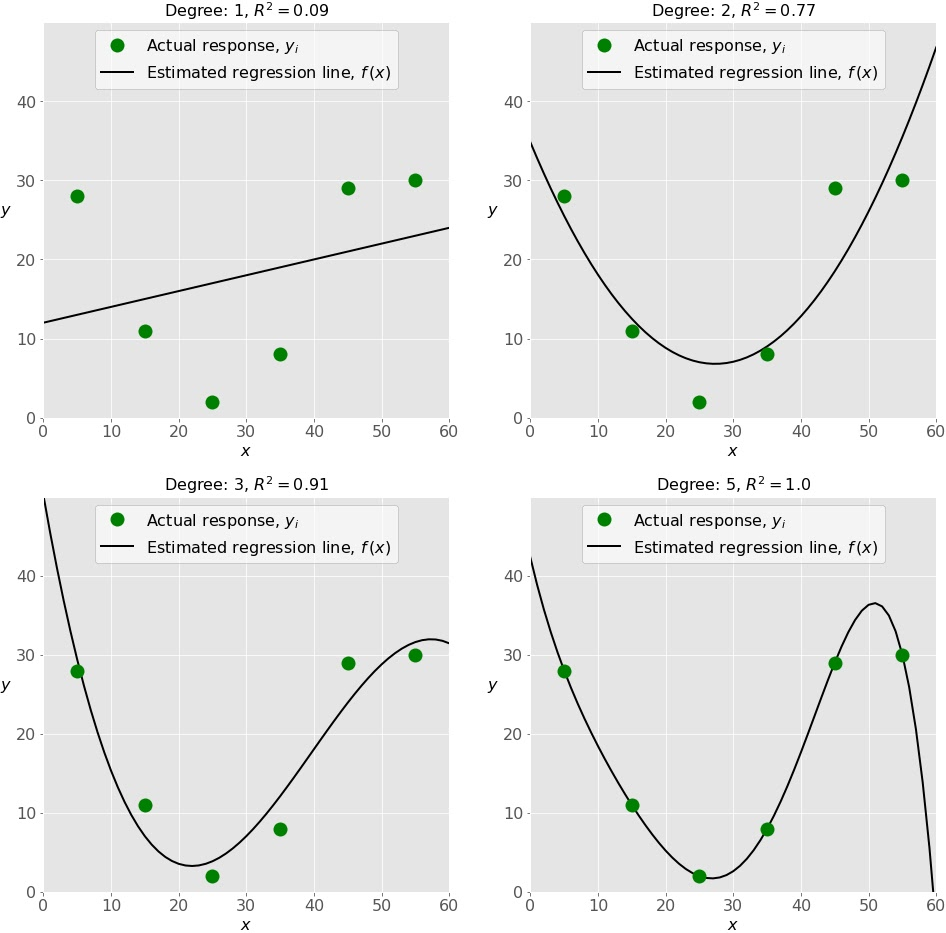 Degree: 1, R² = 0.09
Actual response, yᵢ
Estimated regression line, f(x)
40
30
y
20
10
0
0 10 20 30 40 50 60
x
Degree: 2, R² = 0.77
Actual response, yᵢ
Estimated regression line, f(x)
40
30
y
20
10
0
0 10 20 30 40 50 60
x
Degree: 3, R² = 0.91
Actual response, yᵢ
Estimated regression line, f(x)
40
30
y
20
10
0
0 10 20 30 40 50 60
x
Degree: 5, R² = 1.0
Actual response, yᵢ
Estimated regression line, f(x)
40
30
y
20
10
0
0 10 20 30 40 50 60
x